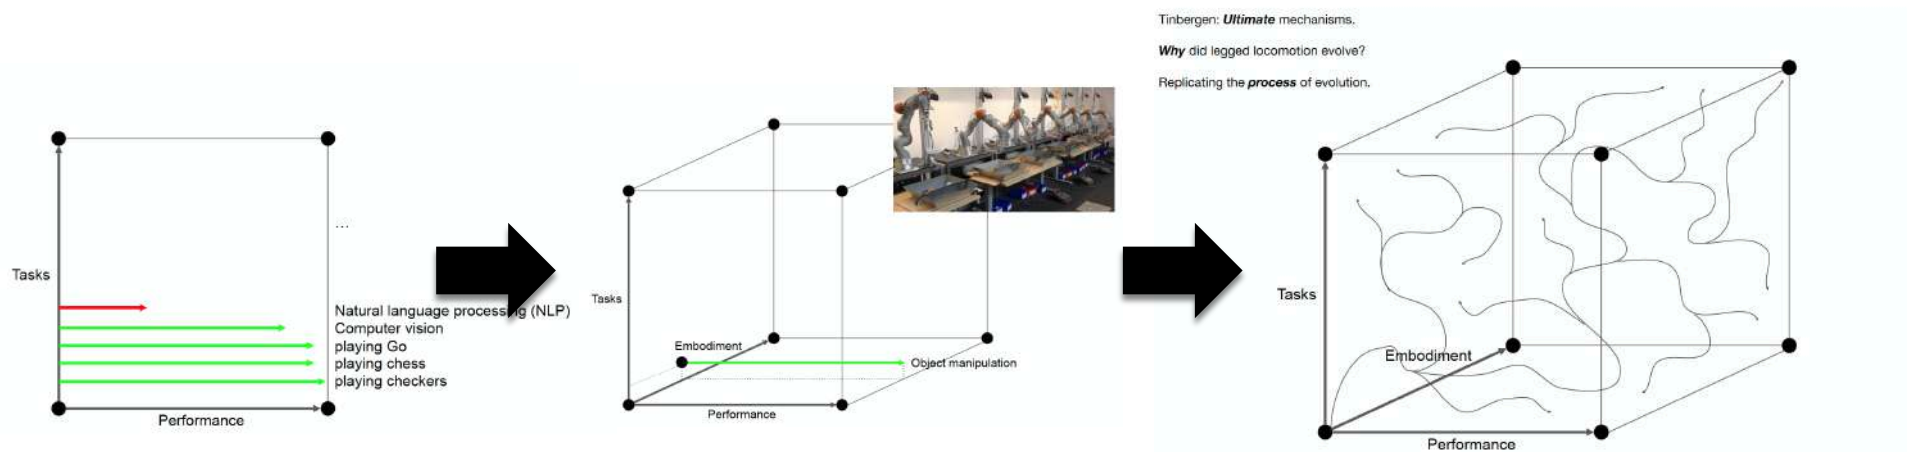 Tasks
...
Natural language processing (NLP)
Computer vision
playing Go
playing chess
playing checkers
Performance
Tasks
Embodiment
Object manipulation
Performance
Tinbergen: Ultimate mechanisms.
Why did legged locomotion evolve?
Replicating the process of evolution.
Tasks
Embodiment
Performance